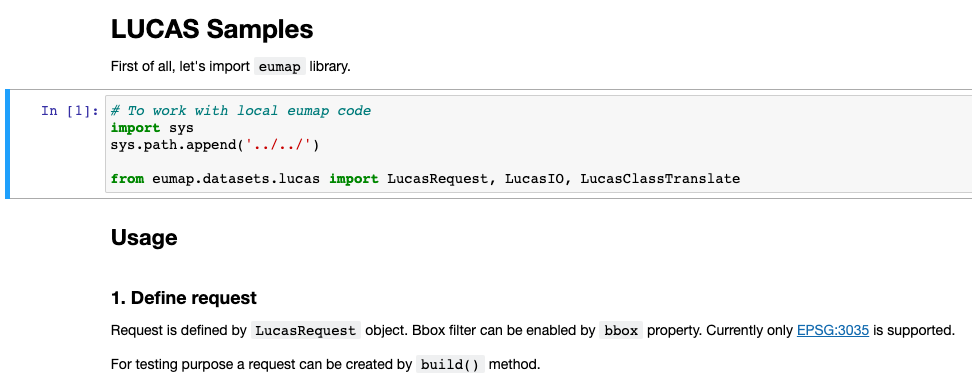 LUCAS Samples
First of all, let's import eumap library.
In [1]: # To work with local eumap code
import sys
sys.path.append('../../')
from eumap.datasets.lucas import LucasRequest, LucasIO, LucasClassTranslate
Usage
1. Define request
Request is defined by LucasRequest object. Bbox filter can be enabled by bbox property. Currently only EPSG:3035 is supported.
For testing purpose a request can be created by build() method.